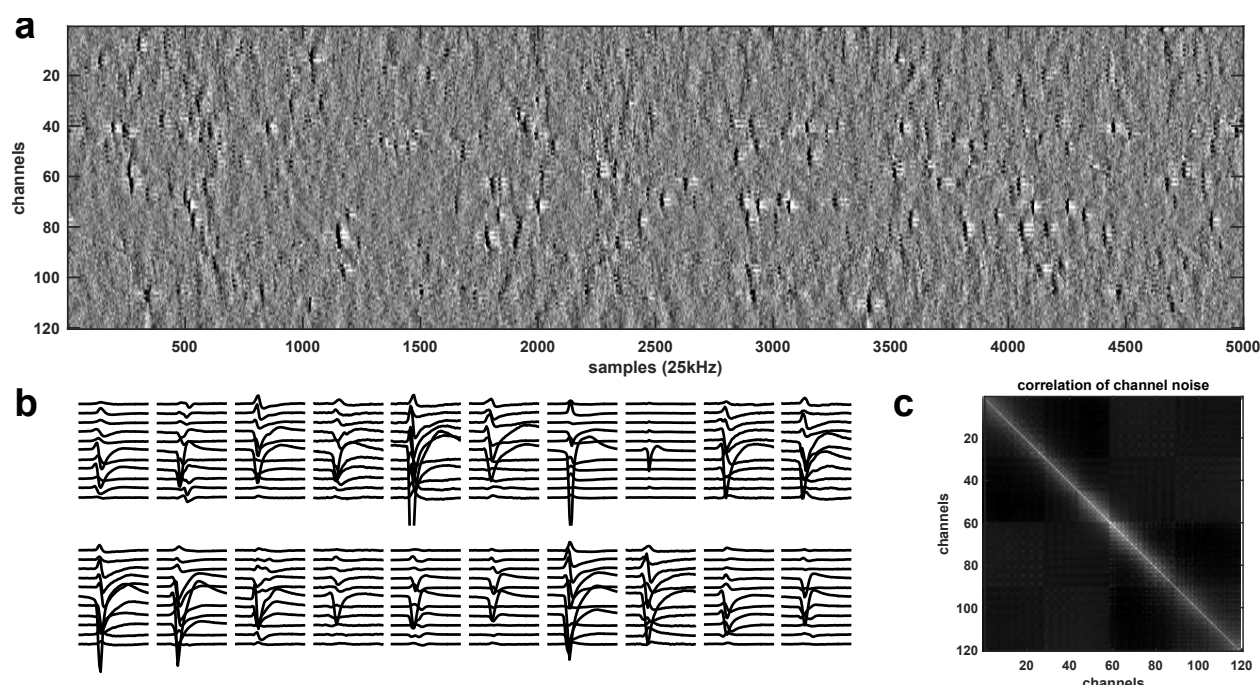 a
channels
20
40
60
80
100
120
500 1000 1500 2000 2500 3000 3500 4000 4500 5000
samples (25kHz)
b
c
correlation of channel noise
channels
20
40
60
80
100
120
20 40 60 80 100 120
channels